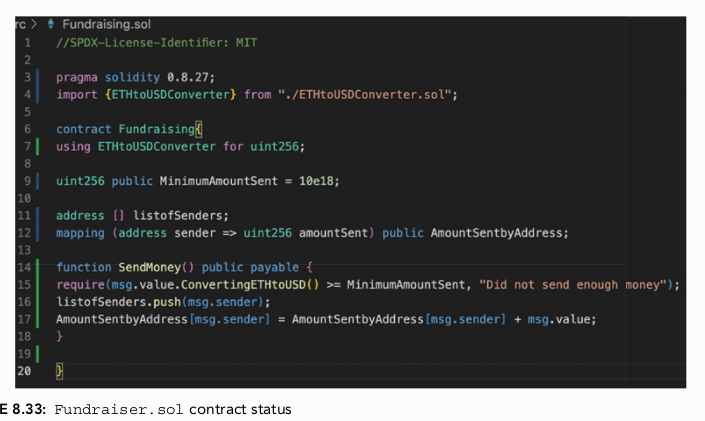 rc > Fundraising.sol
1 //SPDX-License-Identifier: MIT
2
3 pragma solidity 0.8.27;
4 import {ETHtoUSDConverter} from "./ETHtoUSDConverter.sol";
5
6 contract Fundraising{
7 using ETHtoUSDConverter for uint256;
8
9 uint256 public MinimumAmountSent = 10e18;
10
11 address [] listofSenders;
12 mapping (address sender => uint256 amountSent) public AmountSentbyAddress;
13
14 function SendMoney() public payable {
15 require(msg.value.ConvertingETHtoUSD() >= MinimumAmountSent, "Did not send enough money");
16 listofSenders.push(msg.sender);
17 AmountSentbyAddress[msg.sender] = AmountSentbyAddress[msg.sender] + msg.value;
18 }
19
20 }
E 8.33: Fundraiser.sol contract status